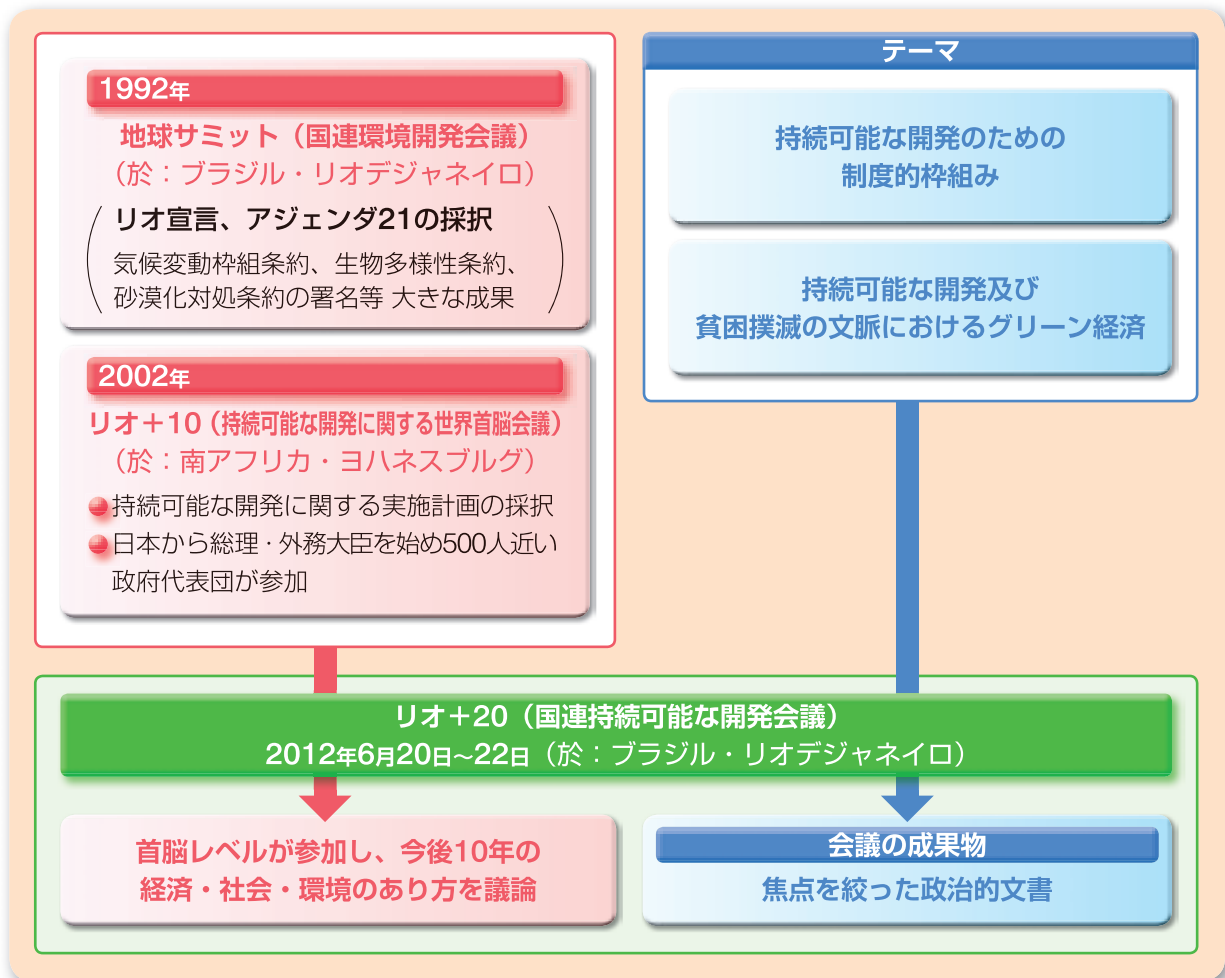 1992年
地球サミット（国連環境開発会議）
（於：ブラジル・リオデジャネイロ）
リオ宣言、アジェンダ21の採択
気候変動枠組条約、生物多様性条約、
砂漠化対処条約の署名等 大きな成果
2002年
リオ＋10（持続可能な開発に関する世界首脳会議）
（於：南アフリカ・ヨハネスブルグ）
●持続可能な開発に関する実施計画の採択
●日本から総理・外務大臣を始め500人近い
政府代表団が参加
テーマ
持続可能な開発のための
制度的枠組み
持続可能な開発及び
貧困撲滅の文脈におけるグリーン経済
リオ＋20（国連持続可能な開発会議）
2012年6月20日～22日（於：ブラジル・リオデジャネイロ）
首脳レベルが参加し、今後10年の
経済・社会・環境のあり方を議論
会議の成果物
焦点を絞った政治的文書